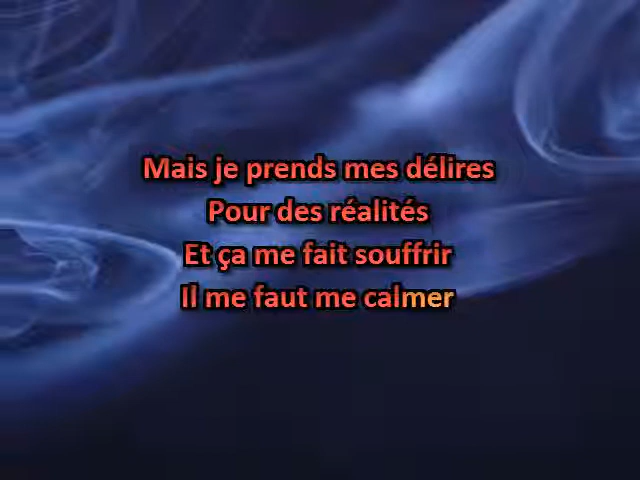 Mais je prends mes délires
Pour des réalités
Et ça me fait souffrir
Il me faut me calmer